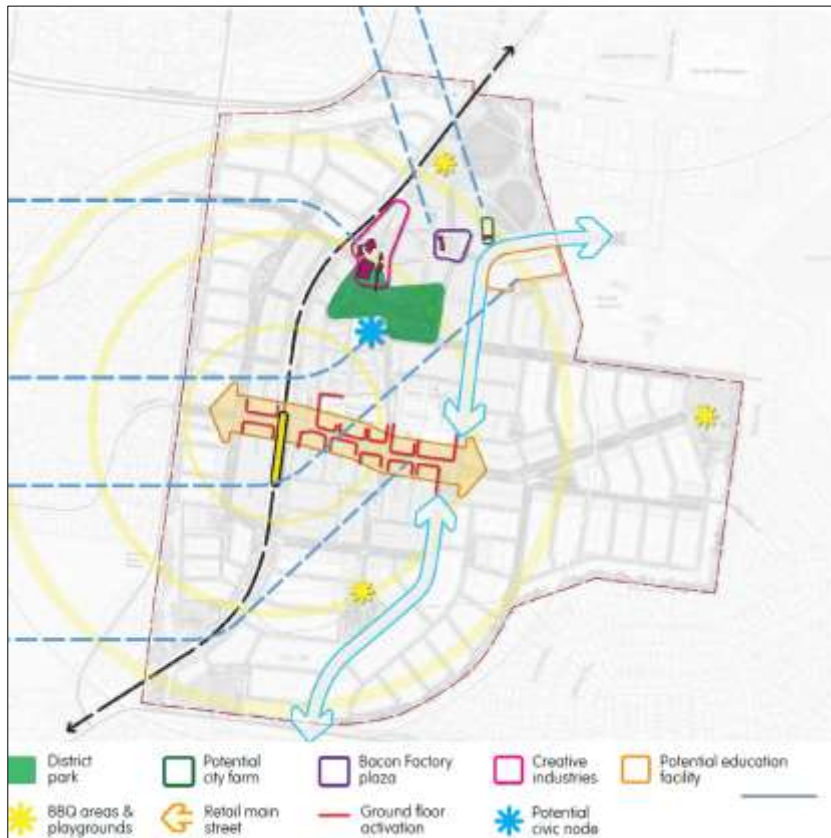 District
park
Potential
city farm
Bacon Factory
plaza
Creative
industries
Potential education
facility
BBQ areas &
playgrounds
Retail main
street
Ground floor
activation
Potential
civic node